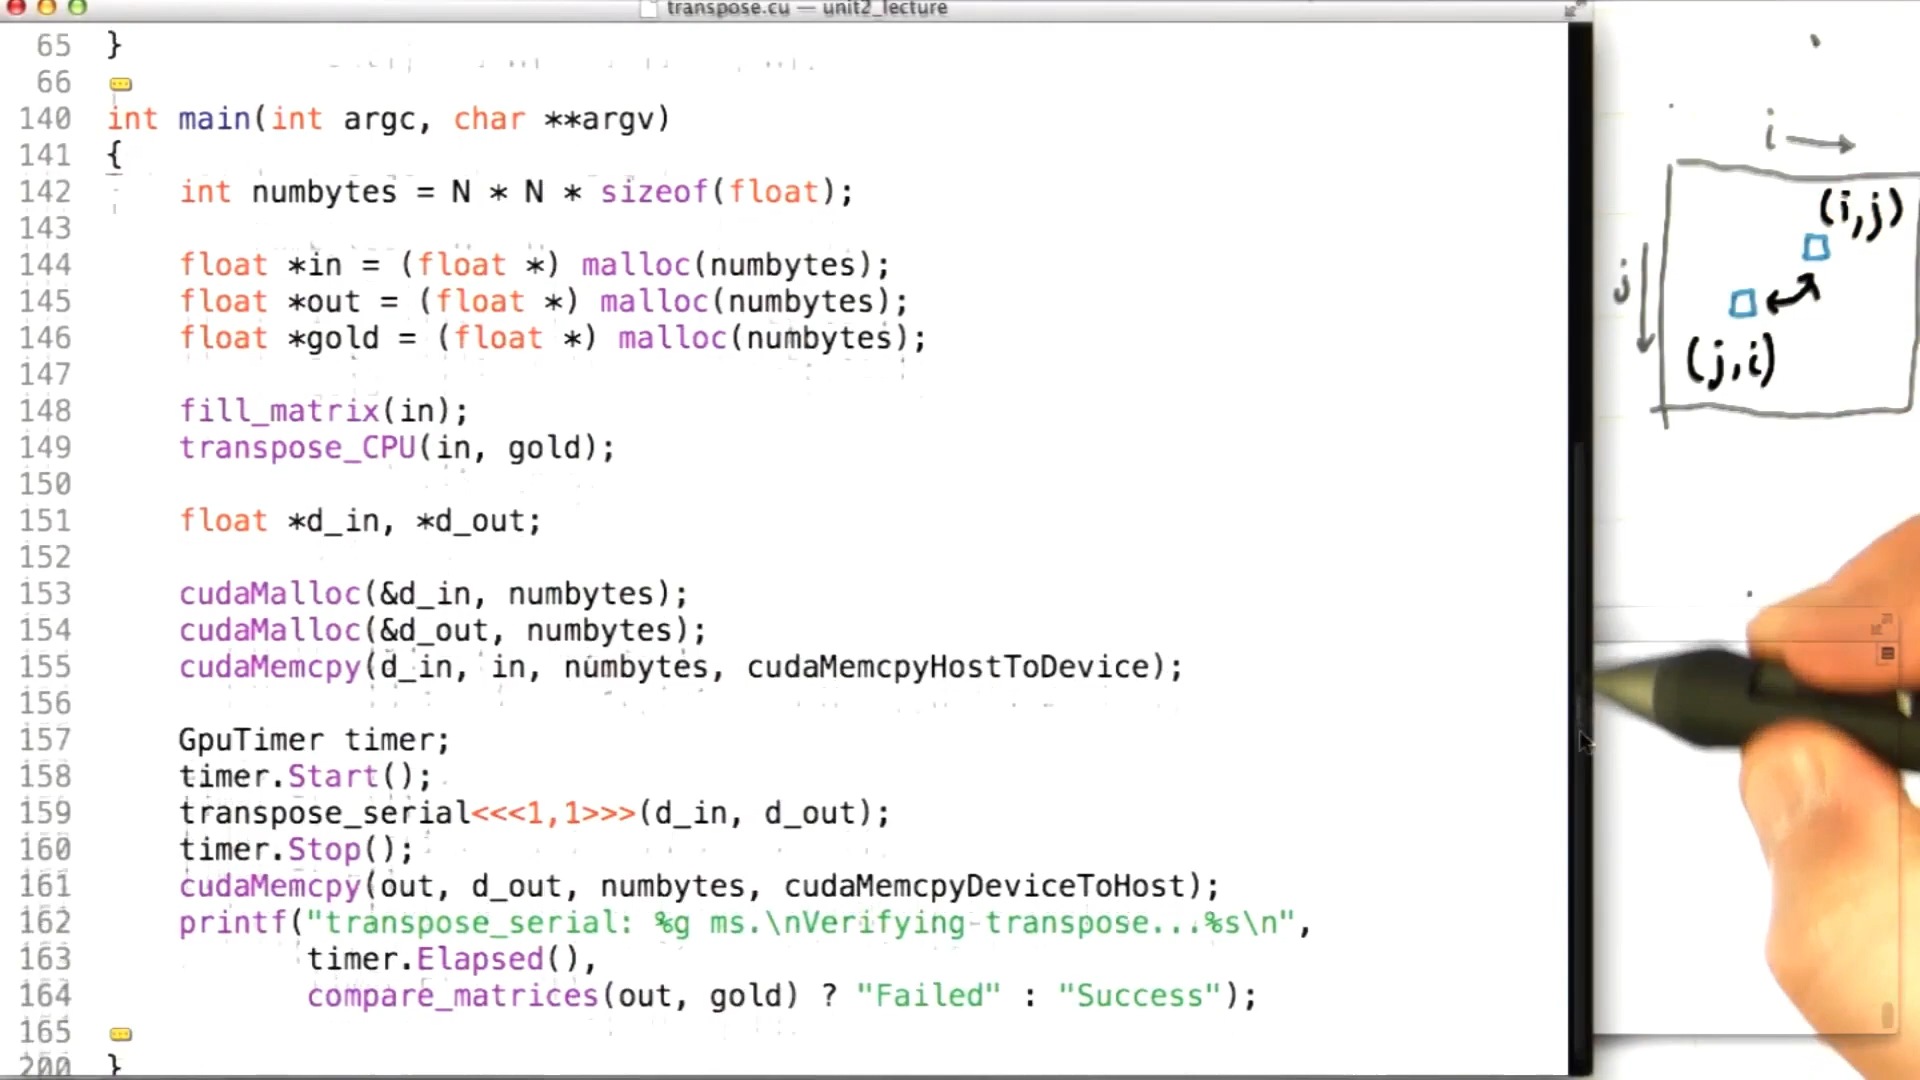 transpose.cu — unit2_lecture
65 }
66
140 int main(int argc, char **argv)
141 {
142 int numbytes = N * N * sizeof(float);
143
144 float *in = (float *) malloc(numbytes);
145 float *out = (float *) malloc(numbytes);
146 float *gold = (float *) malloc(numbytes);
147
148 fill_matrix(in);
149 transpose_CPU(in, gold);
150
151 float *d_in, *d_out;
152
153 cudaMalloc(&d_in, numbytes);
154 cudaMalloc(&d_out, numbytes);
155 cudaMemcpy(d_in, in, numbytes, cudaMemcpyHostToDevice);
156
157 GpuTimer timer;
158 timer.Start();
159 transpose_serial<<<1,1>>>(d_in, d_out);
160 timer.Stop();
161 cudaMemcpy(out, d_out, numbytes, cudaMemcpyDeviceToHost);
162 printf("transpose_serial: %g ms.\nVerifying transpose...%s\n",
163 timer.Elapsed(),
164 compare_matrices(out, gold) ? "Failed" : "Success");
165
200 }
i
(i,j)
j
(j,i)